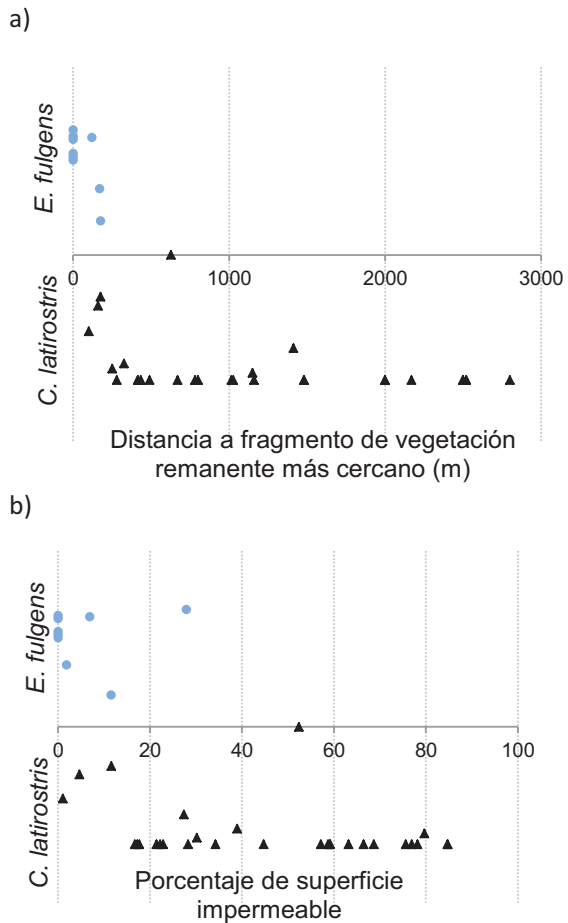 a)
E. fulgens
0 1000 2000 3000
C. latirostris
Distancia a fragmento de vegetación
remanente más cercano (m)
b)
E. fulgens
0 20 40 60 80 100
C. latirostris
Porcentaje de superficie
impermeable